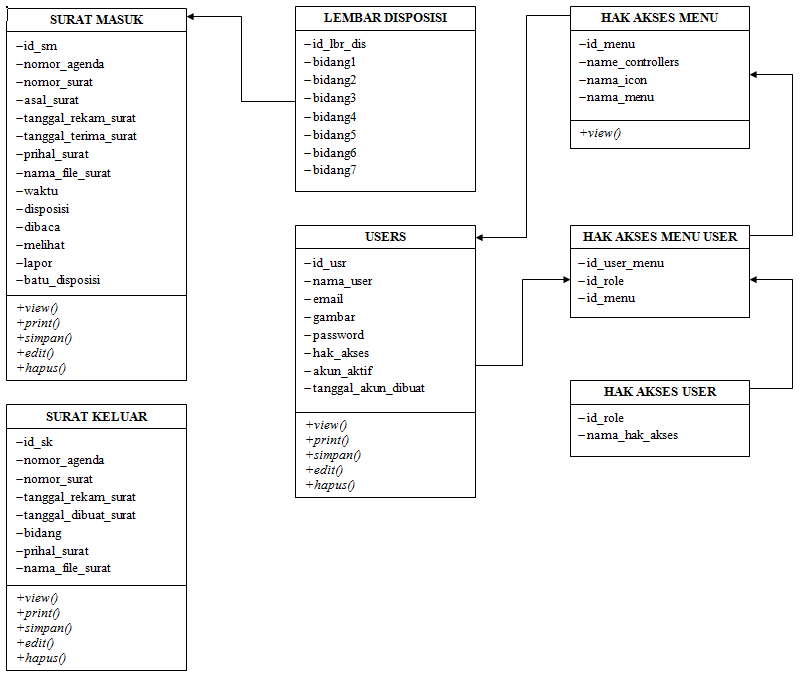 SURAT MASUK
–id_sm
–nomor_agenda
–nomor_surat
–asal_surat
–tanggal_rekam_surat
–tanggal_terima_surat
–prihal_surat
–nama_file_surat
–waktu
–disposisi
–dibaca
–melihat
–lapor
–batu_disposisi
+view()
+print()
+simpan()
+edit()
+hapus()
SURAT KELUAR
–id_sk
–nomor_agenda
–nomor_surat
–tanggal_rekam_surat
–tanggal_dibuat_surat
–bidang
–prihal_surat
–nama_file_surat
+view()
+print()
+simpan()
+edit()
+hapus()
LEMBAR DISPOSISI
–id_lbr_dis
–bidang1
–bidang2
–bidang3
–bidang4
–bidang5
–bidang6
–bidang7
USERS
–id_usr
–nama_user
–email
–gambar
–password
–hak_akses
–akun_aktif
–tanggal_akun_dibuat
+view()
+print()
+simpan()
+edit()
+hapus()
HAK AKSES MENU
–id_menu
–name_controllers
–nama_icon
–nama_menu
+view()
HAK AKSES MENU USER
–id_user_menu
–id_role
–id_menu
HAK AKSES USER
–id_role
–nama_hak_akses